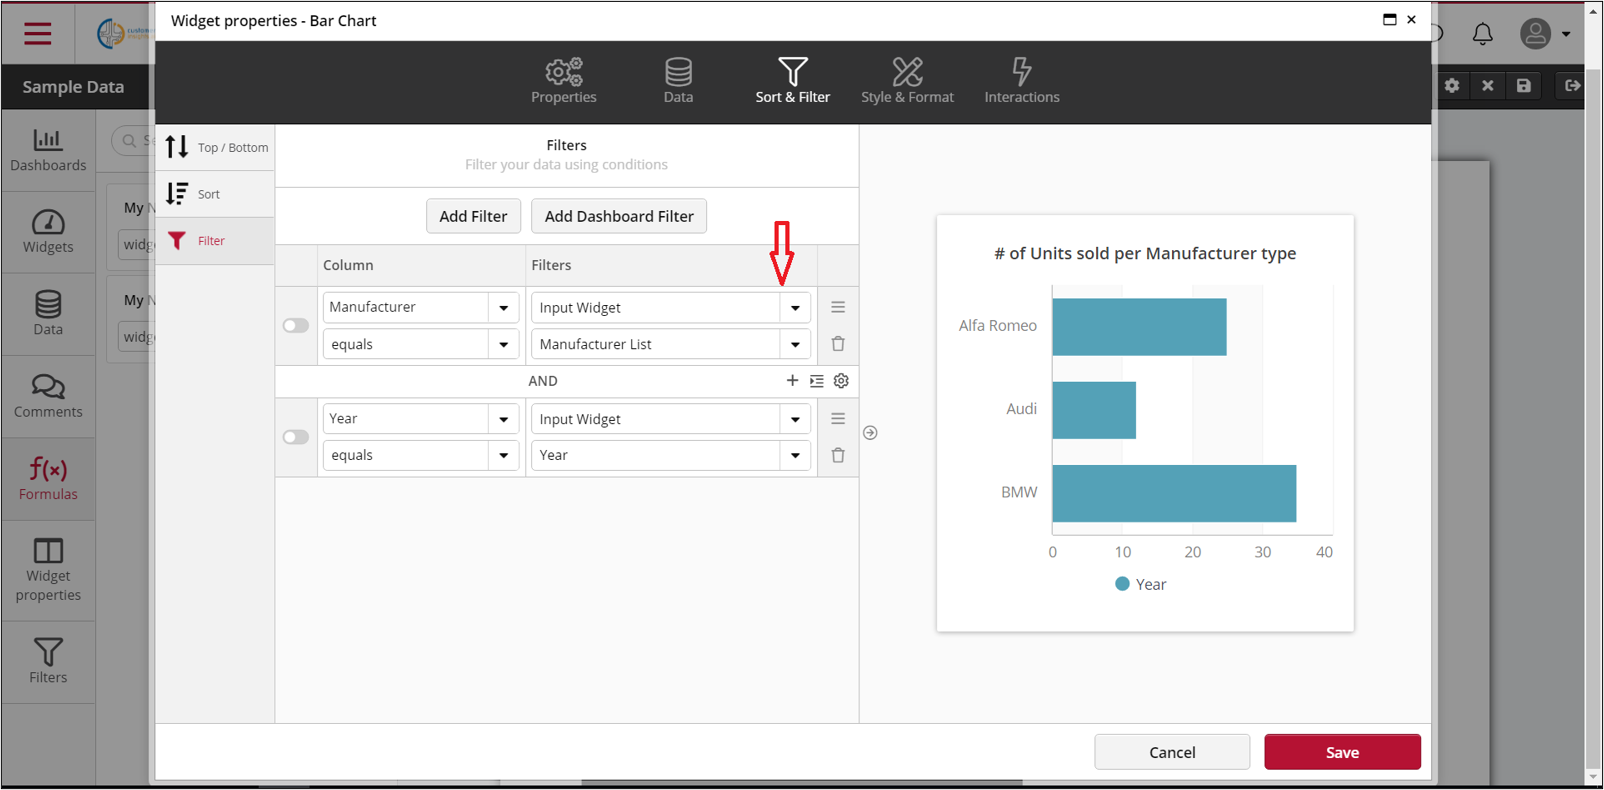 Widget properties - Bar Chart
Sample Data
Properties
Data
Sort & Filter
Style & Format
Interactions
Dashboards
Widgets
Data
Comments
f(x)
Formulas
Widget
properties
Filters
My
My
Top / Bottom
Sort
Filter
Filters
Filter your data using conditions
Add Filter
Add Dashboard Filter
Column
Filters
Manufacturer
Input Widget
equals
Manufacturer List
AND
Year
Input Widget
equals
Year
# of Units sold per Manufacturer type
Alfa Romeo
Audi
BMW
0 10 20 30 40
Year
Cancel
Save